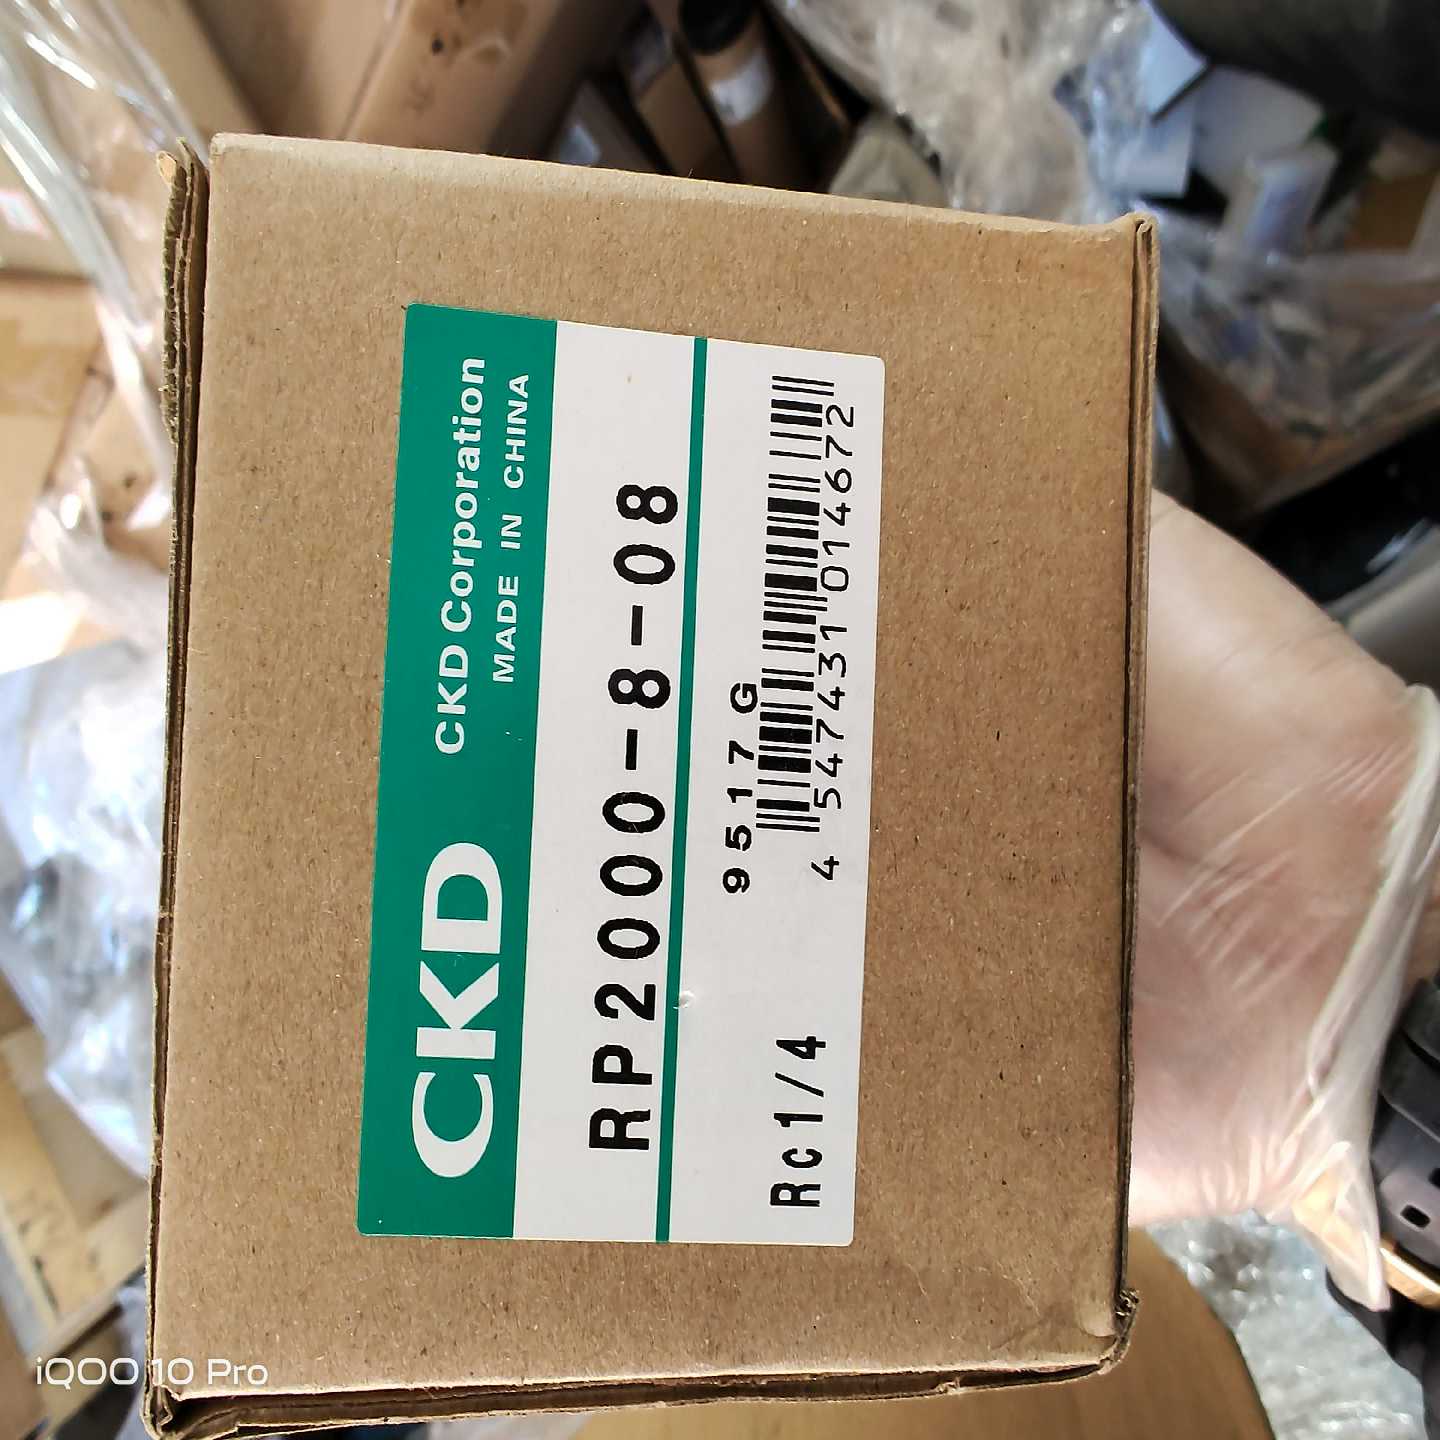 CKD CKD Corporation
MADE IN CHINA
RP2000-8-08
9517G
Rc1/4
4 547431 014672
iQOO 10 Pro